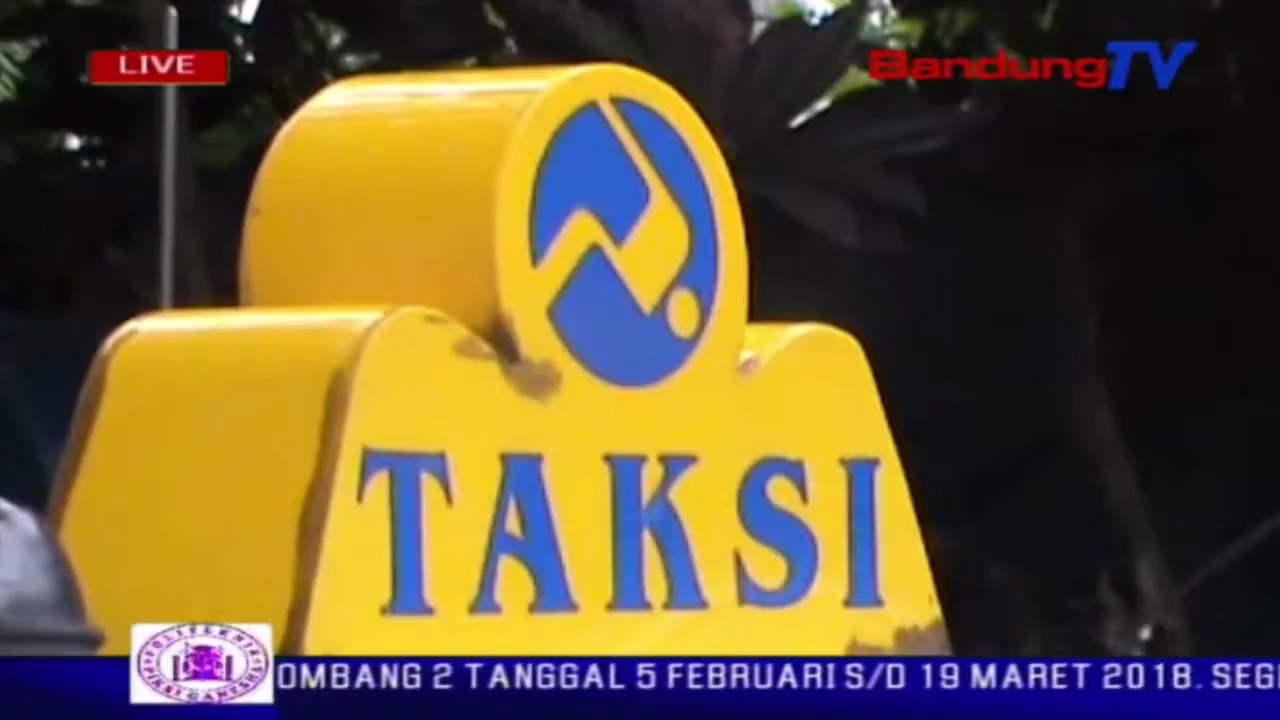 LIVE
BandungTV
TAKSI
OMBANG 2 TANGGAL 5 FEBRUARI S/D 19 MARET 2018. SEG